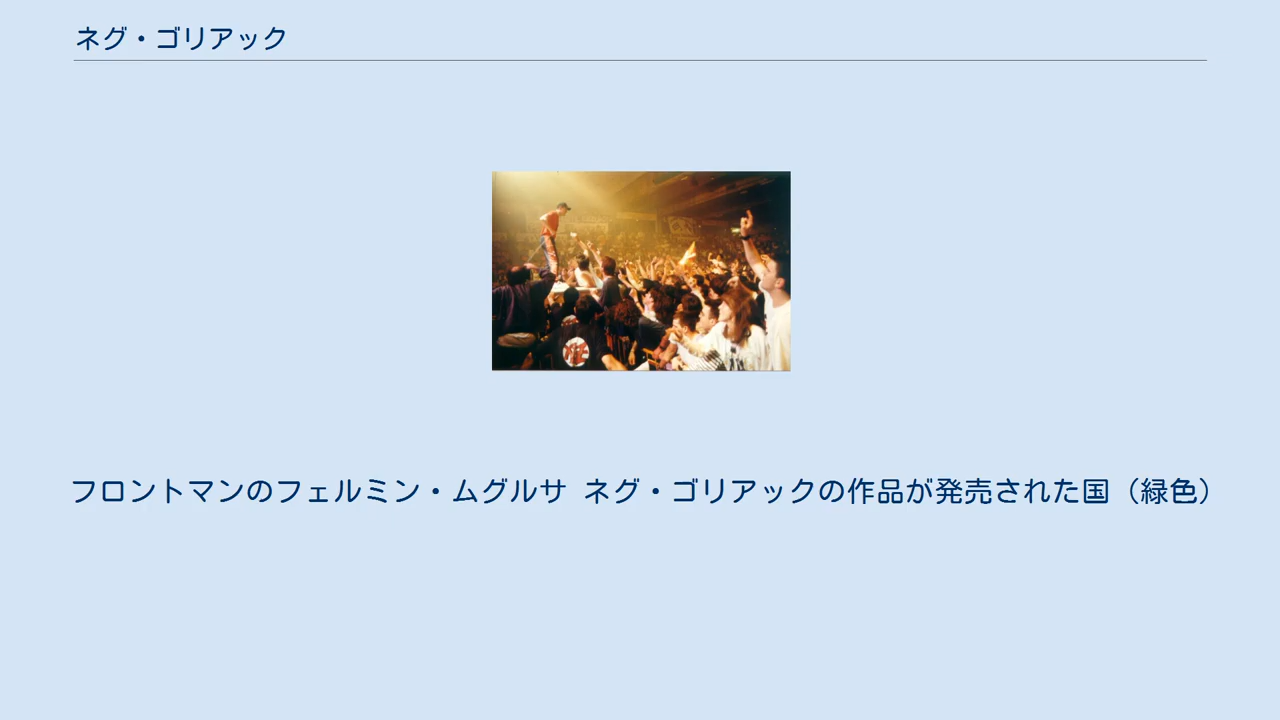 ネグ・ゴリアック
フロントマンのフェルミン・ムグルサ ネグ・ゴリアックの作品が発売された国（緑色）